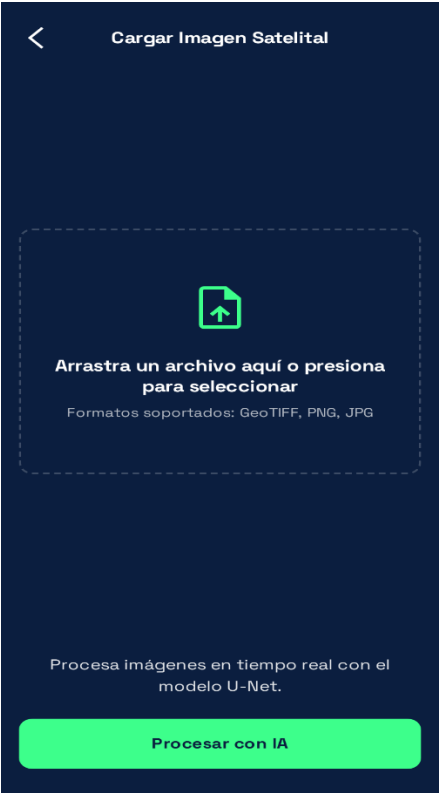 Cargar Imagen Satelital
Arrastra un archivo aquí o presiona
para seleccionar
Formatos soportados: GeoTIFF, PNG, JPG
Procesa imágenes en tiempo real con el
modelo U-Net.
Procesar con IA